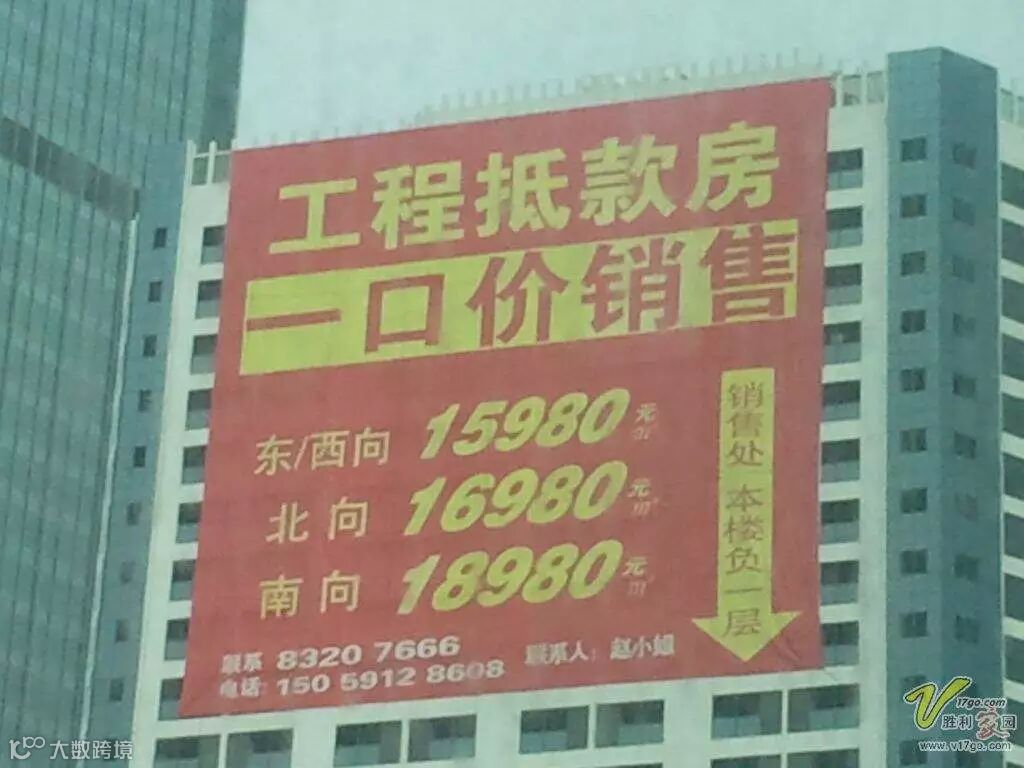 工程抵款房
一口价销售
东/西向 15980元/㎡
北向 16980元/㎡
南向 18980元/㎡
销售处 本楼负一层
联系电话: 8320 7666
150 5912 8608
联系人: 赵小姐
大数跨境
17go.com
胜利家网
www.v17go.com